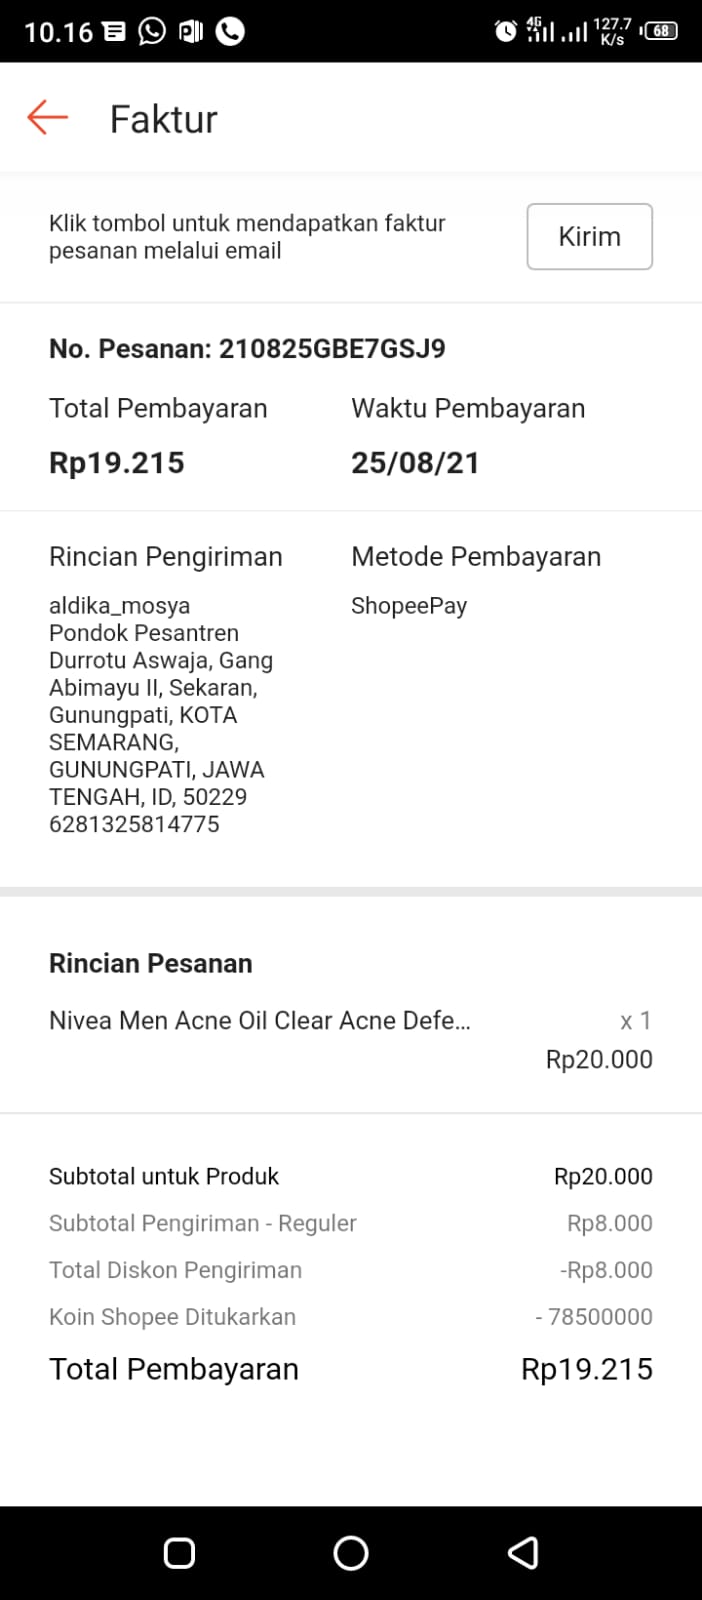 10.16 4G 127.7 K/s 68
Faktur
Klik tombol untuk mendapatkan faktur
pesanan melalui email
Kirim
No. Pesanan: 210825GBE7GSJ9
Total Pembayaran Waktu Pembayaran
Rp19.215 25/08/21
Rincian Pengiriman Metode Pembayaran
aldika_mosya ShopeePay
Pondok Pesantren
Durrotu Aswaja, Gang
Abimayu II, Sekaran,
Gunungpati, KOTA
SEMARANG,
GUNUNGPATI, JAWA
TENGAH, ID, 50229
6281325814775
Rincian Pesanan
Nivea Men Acne Oil Clear Acne Defe... x 1
Rp20.000
Subtotal untuk Produk Rp20.000
Subtotal Pengiriman - Reguler Rp8.000
Total Diskon Pengiriman -Rp8.000
Koin Shopee Ditukarkan - 78500000
Total Pembayaran Rp19.215